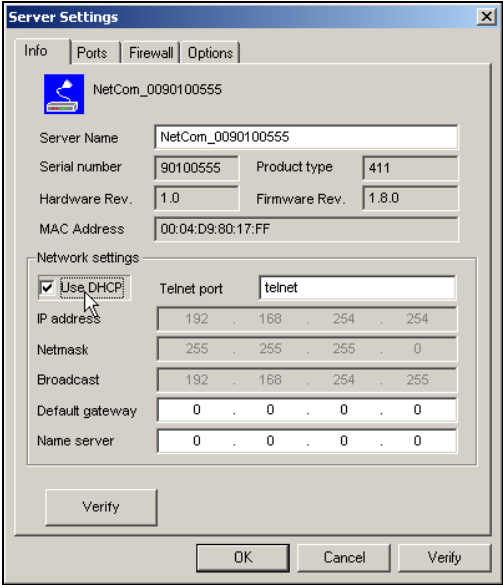 Server Settings
Info Ports Firewall Options
NetCom_0090100555
Server Name NetCom_0090100555
Serial number 90100555 Product type 411
Hardware Rev. 1.0 Firmware Rev. 1.8.0
MAC Address 00:04:D9:80:17:FF
Network settings
Use DHCP Telnet port telnet
IP address 192 . 168 . 254 . 254
Netmask 255 . 255 . 255 . 0
Broadcast 192 . 168 . 254 . 255
Default gateway 0 . 0 . 0 . 0
Name server 0 . 0 . 0 . 0
Verify
OK Cancel Verify